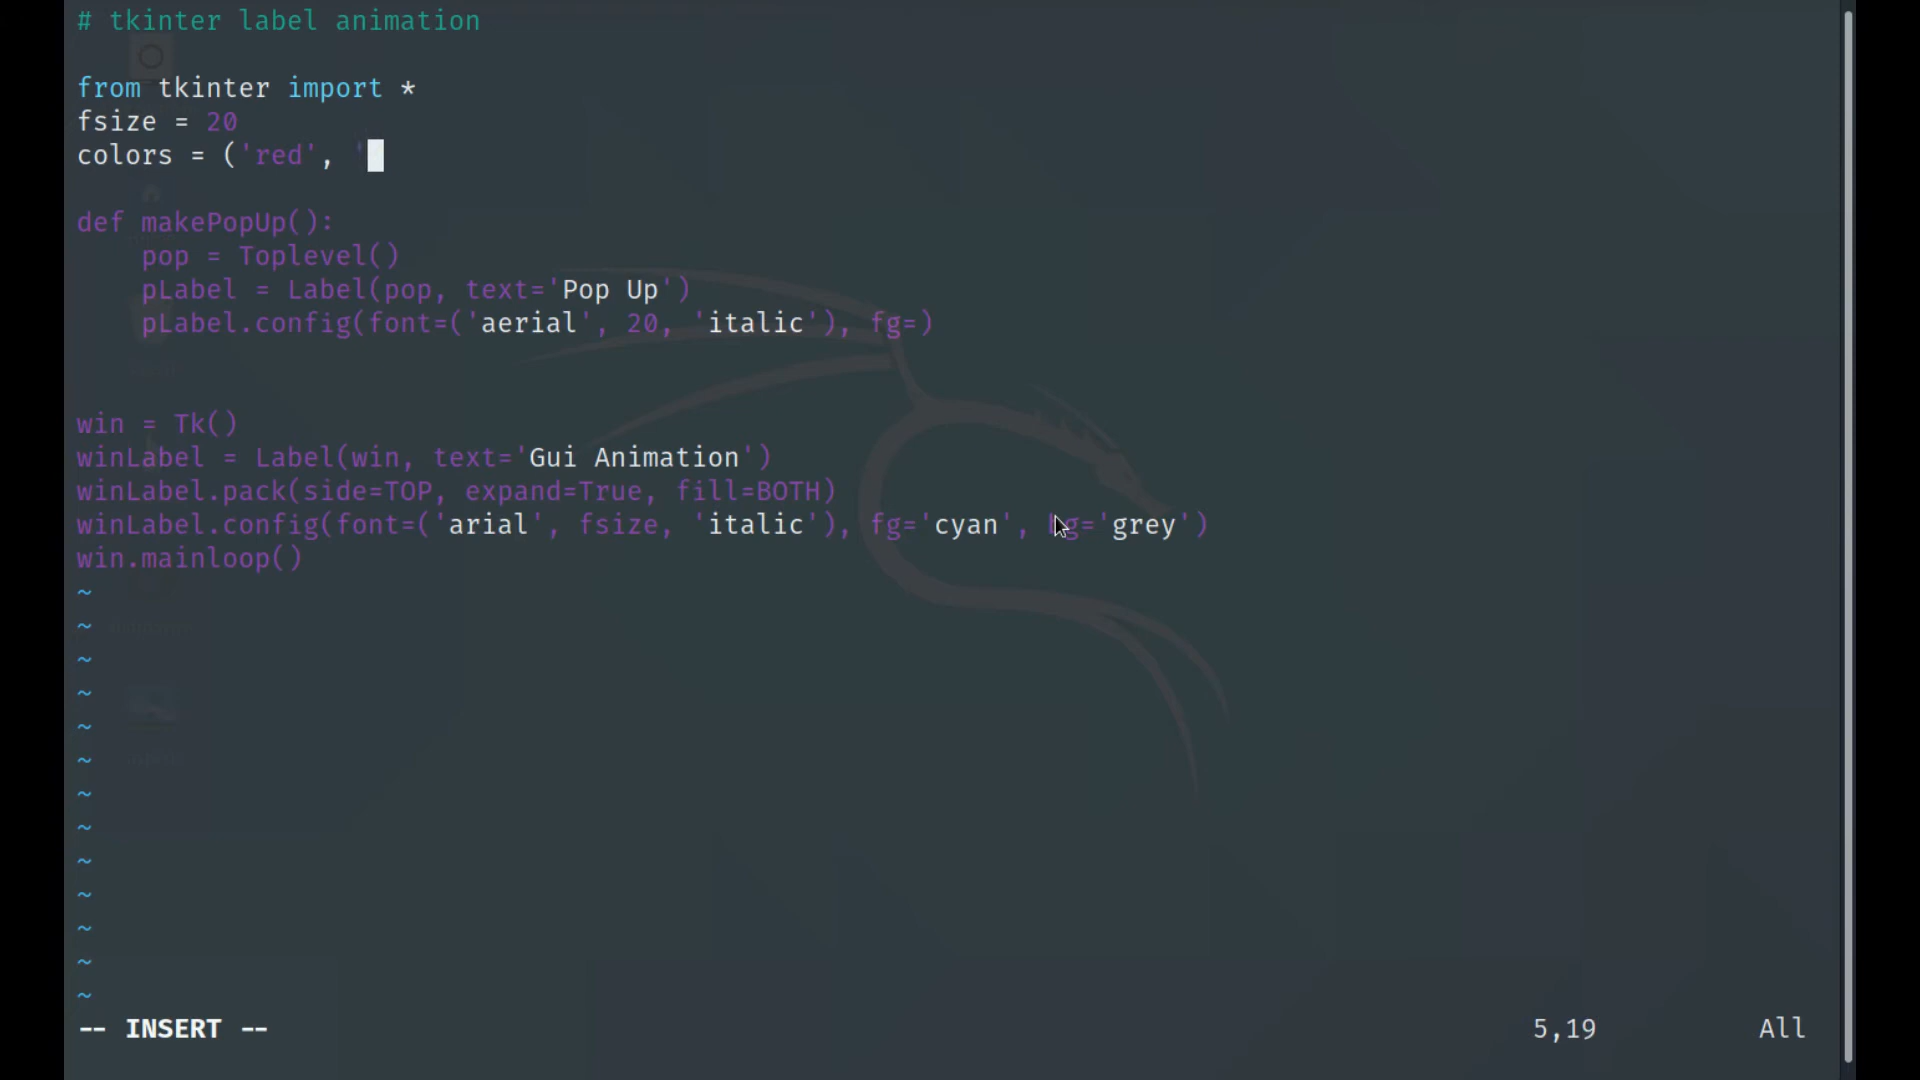 # tkinter label animation
from tkinter import *
fsize = 20
colors = ('red', '
def makePopUp():
    pop = Toplevel()
    pLabel = Label(pop, text='Pop Up')
    pLabel.config(font=('aerial', 20, 'italic'), fg=)
win = Tk()
winLabel = Label(win, text='Gui Animation')
winLabel.pack(side=TOP, expand=True, fill=BOTH)
winLabel.config(font=('arial', fsize, 'italic'), fg='cyan', bg='grey')
win.mainloop()
~
~
~
~
~
~
~
~
~
~
~
~
~
-- INSERT -- 5,19 All